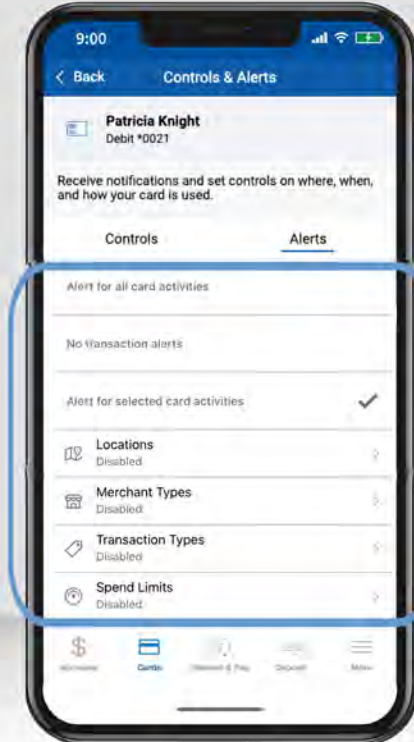 9:00
Back
Controls & Alerts
Patricia Knight
Debit *0021
Receive notifications and set controls on where, when,
and how your card is used.
Controls
Alerts
Alert for all card activities
No transaction alerts
Alert for selected card activities
Locations
Disabled
Merchant Types
Disabled
Transaction Types
Disabled
Spend Limits
Disabled
Cards
Deposit
More